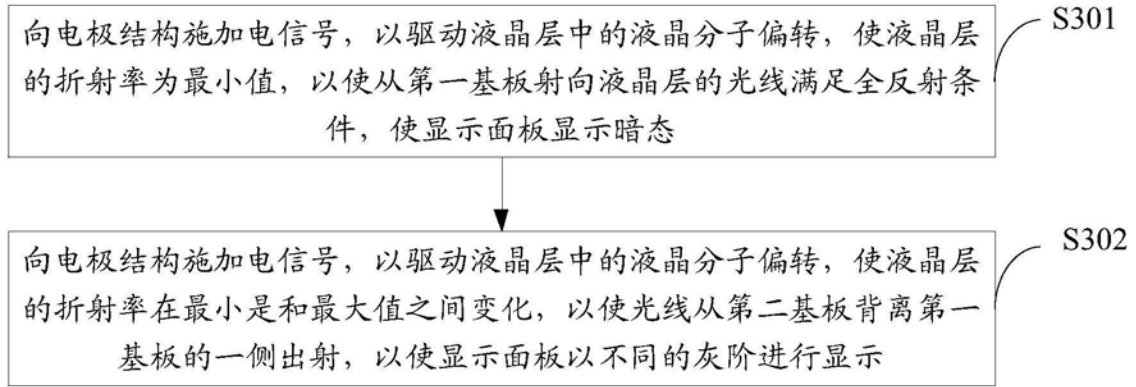 向电极结构施加电信号，以驱动液晶层中的液晶分子偏转，使液晶层
的折射率为最小值，以使从第一基板射向液晶层的光线满足全反射条
件，使显示面板显示暗态
S301
向电极结构施加电信号，以驱动液晶层中的液晶分子偏转，使液晶层
的折射率在最小是和最大值之间变化，以使光线从第二基板背离第一
基板的一侧出射，以使显示面板以不同的灰阶进行显示
S302